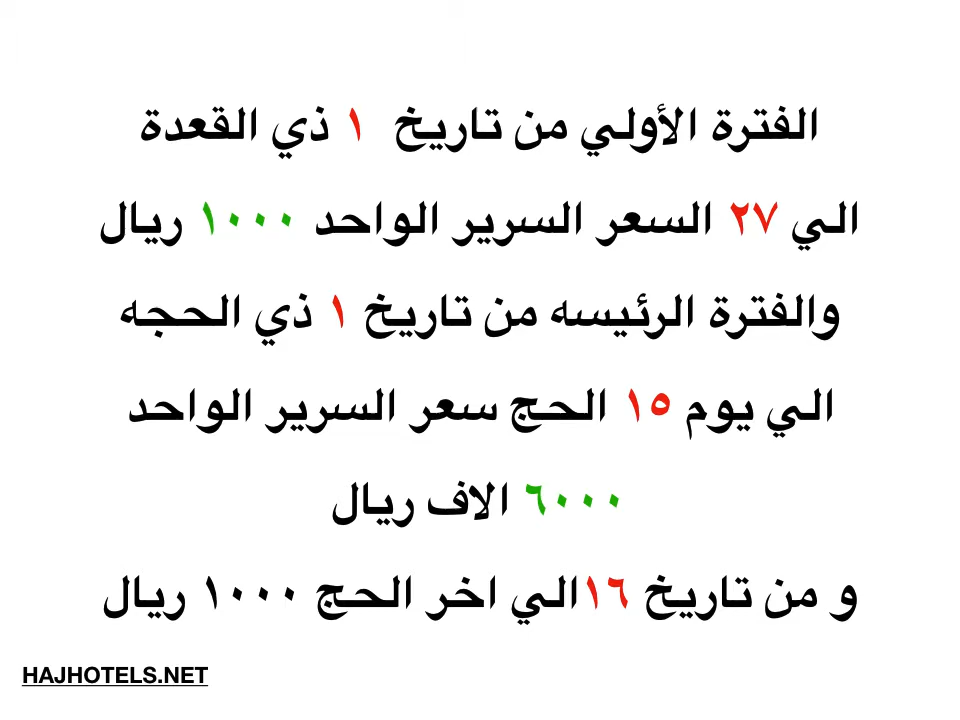 الفترة الأولي من تاريخ ١ ذي القعدة
الي ٢٧ السعر السرير الواحد ١٠٠٠ ريال
والفترة الرئيسه من تاريخ ١ ذي الحجه
الي يوم ١٥ الحج سعر السرير الواحد
٦٠٠٠ الاف ريال
و من تاريخ ١٦الي اخر الحج ١٠٠٠ ريال
HAJHOTELS.NET